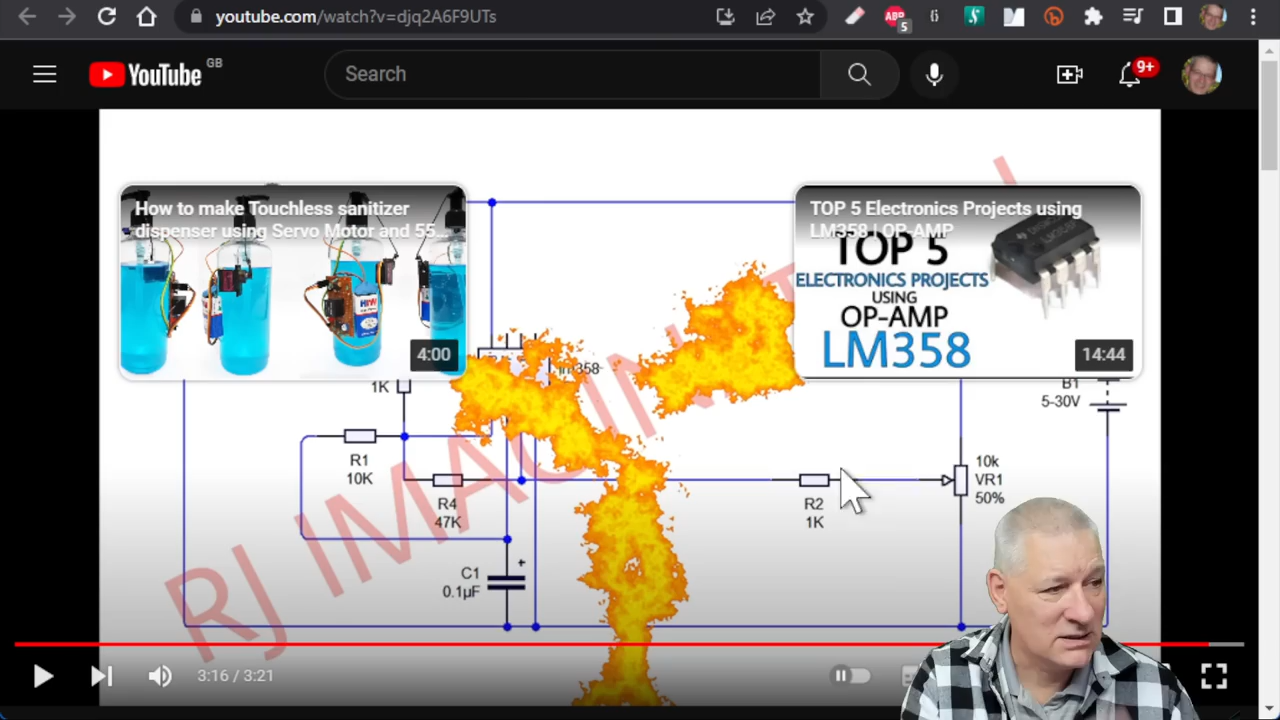 youtube.com/watch?v=djq2A6F9UTs
ABP
5
YouTube GB
Search
9+
How to make Touchless sanitizer
dispenser using Servo Motor and 55...
4:00
TOP 5 Electronics Projects using
LM358 | OP-AMP
TOP 5
ELECTRONICS PROJECTS
USING
OP-AMP
LM358
14:44
lm358
1K
B1
5-30V
R1
10K
R4
47K
R2
1K
10k
VR1
50%
C1
0.1µF
+
3:16 / 3:21